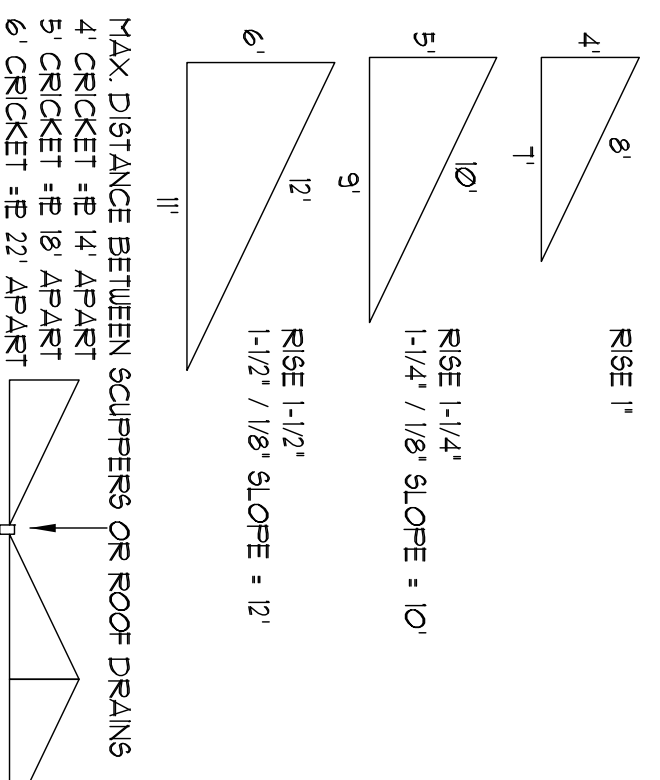 4'
8'
7'
RISE 1"
5'
10'
9'
RISE 1-1/4"
1-1/4" / 1/8" SLOPE = 10'
6'
12'
11'
RISE 1-1/2"
1-1/2" / 1/8" SLOPE = 12'
MAX. DISTANCE BETWEEN SCUPPERS OR ROOF DRAINS
4' CRICKET = 14' APART
5' CRICKET = 18' APART
6' CRICKET = 22' APART